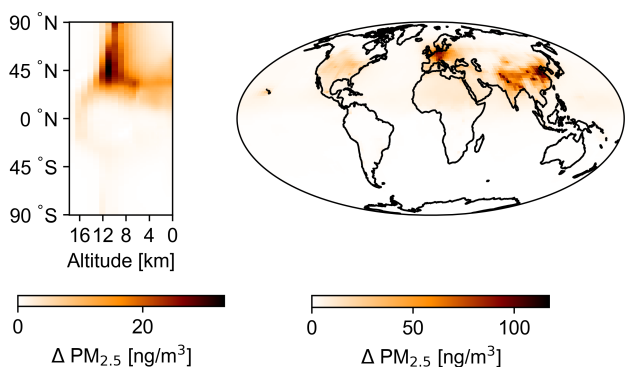 90 °N
45 °N
0 °N
45 °S
90 °S
16 12 8 4 0
Altitude [km]
0 20
Δ PM2.5 [ng/m³]
0 50 100
Δ PM2.5 [ng/m³]